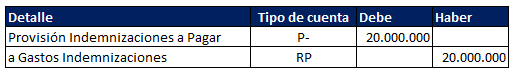 Detalle Tipo de cuenta Debe Haber
Provisión Indemnizaciones a Pagar P- 20.000.000
a Gastos Indemnizaciones RP 20.000.000